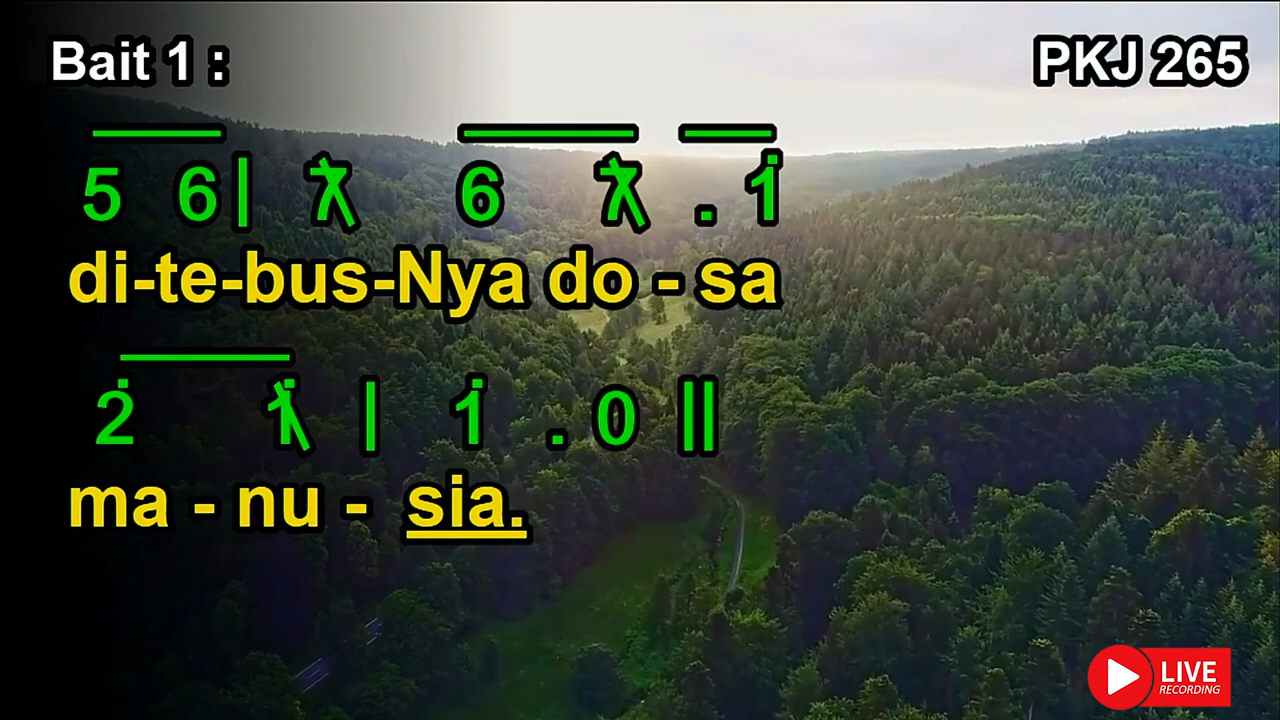 Bait 1 :
PKJ 265
5 6 | 7̷ 6 7̷ . 1̇
di-te-bus-Nya do - sa
2̇ 1̷̇ | 1̇ . 0 ||
ma - nu - sia.
LIVE
RECORDING